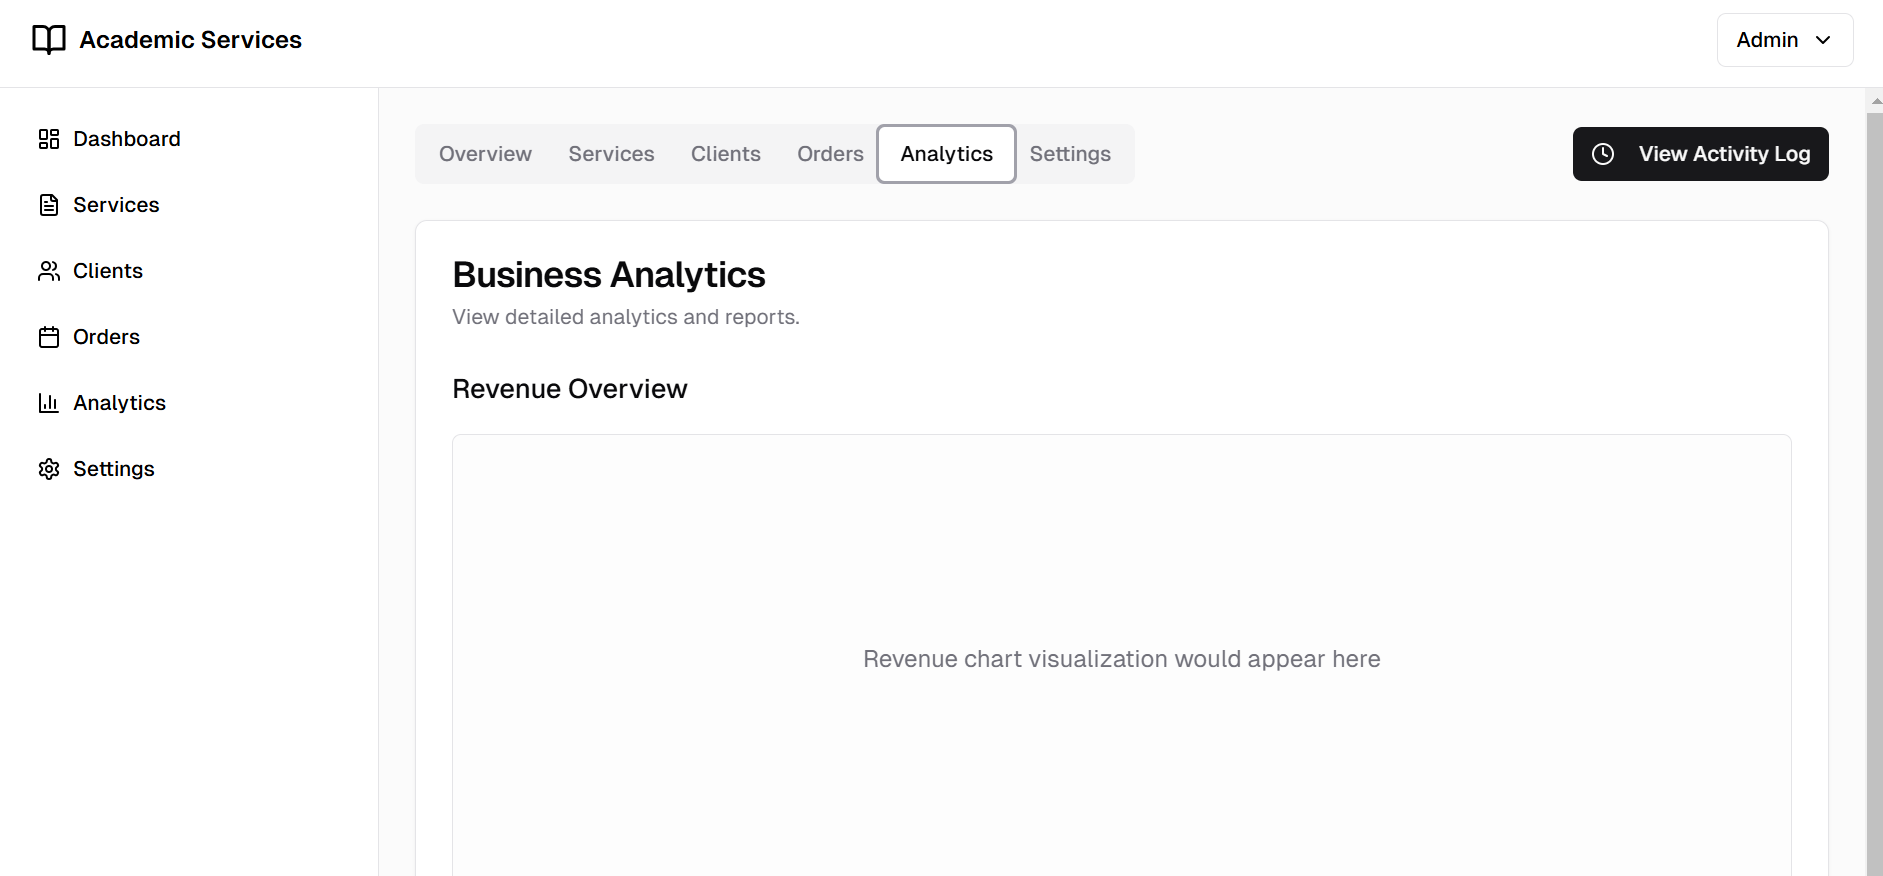 Academic Services
Admin
Dashboard
Services
Clients
Orders
Analytics
Settings
Overview Services Clients Orders Analytics Settings
View Activity Log
Business Analytics
View detailed analytics and reports.
Revenue Overview
Revenue chart visualization would appear here